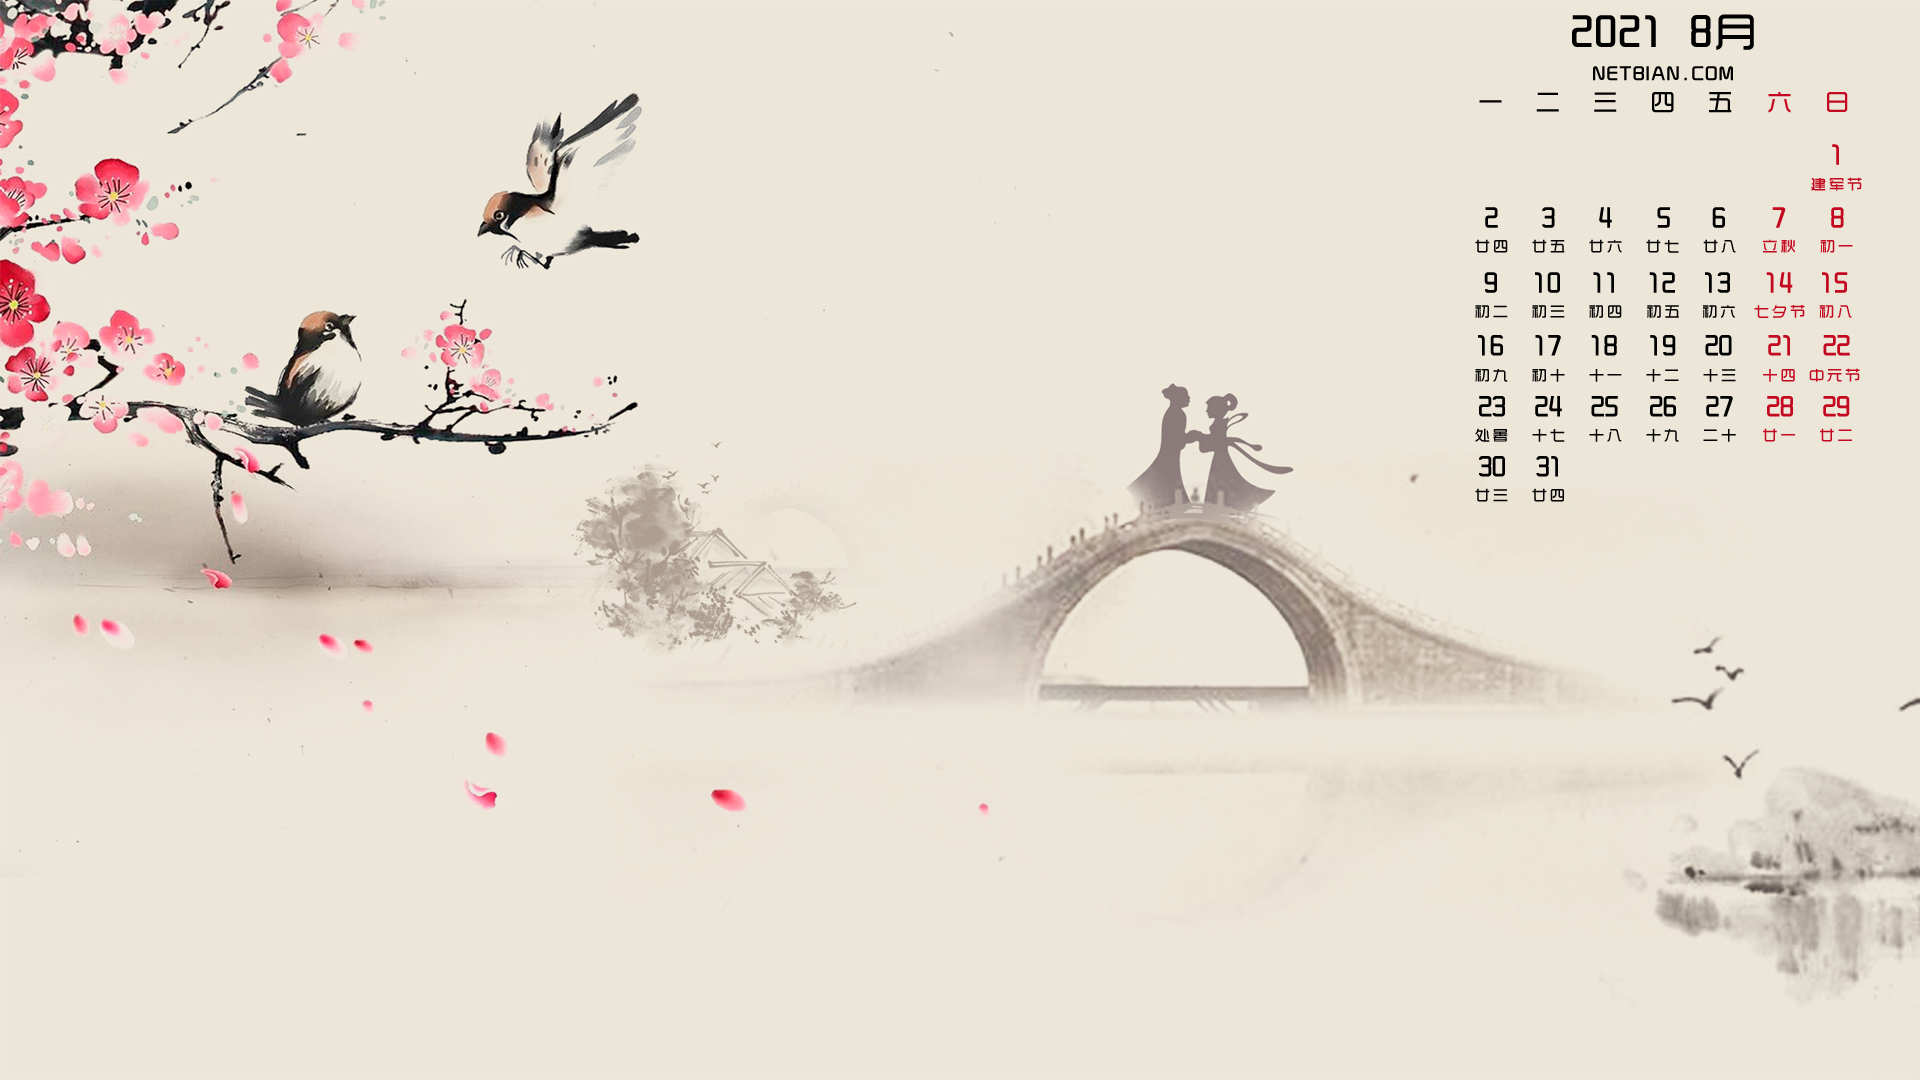 2021 8月
NETBIAN.COM
一 二 三 四 五 六 日
1
建军节
2 3 4 5 6 7 8
廿四 廿五 廿六 廿七 廿八 立秋 初一
9 10 11 12 13 14 15
初二 初三 初四 初五 初六 七夕节 初八
16 17 18 19 20 21 22
初九 初十 十一 十二 十三 十四 中元节
23 24 25 26 27 28 29
处暑 十七 十八 十九 二十 廿一 廿二
30 31
廿三 廿四